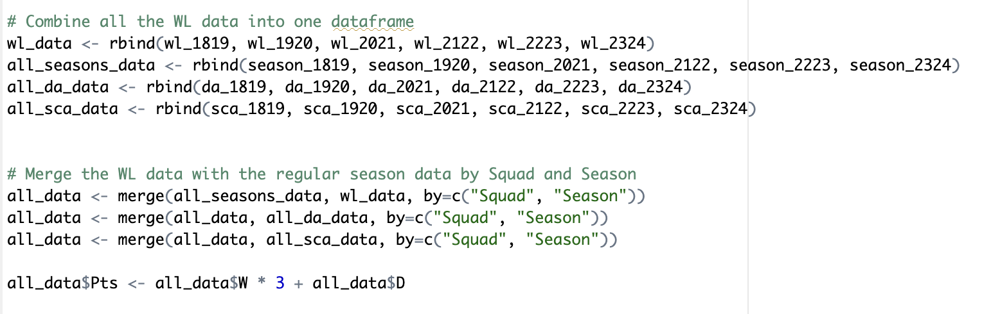 # Combine all the WL data into one dataframe
wl_data <- rbind(wl_1819, wl_1920, wl_2021, wl_2122, wl_2223, wl_2324)
all_seasons_data <- rbind(season_1819, season_1920, season_2021, season_2122, season_2223, season_2324)
all_da_data <- rbind(da_1819, da_1920, da_2021, da_2122, da_2223, da_2324)
all_sca_data <- rbind(sca_1819, sca_1920, sca_2021, sca_2122, sca_2223, sca_2324)
# Merge the WL data with the regular season data by Squad and Season
all_data <- merge(all_seasons_data, wl_data, by=c("Squad", "Season"))
all_data <- merge(all_data, all_da_data, by=c("Squad", "Season"))
all_data <- merge(all_data, all_sca_data, by=c("Squad", "Season"))
all_data$Pts <- all_data$W * 3 + all_data$D